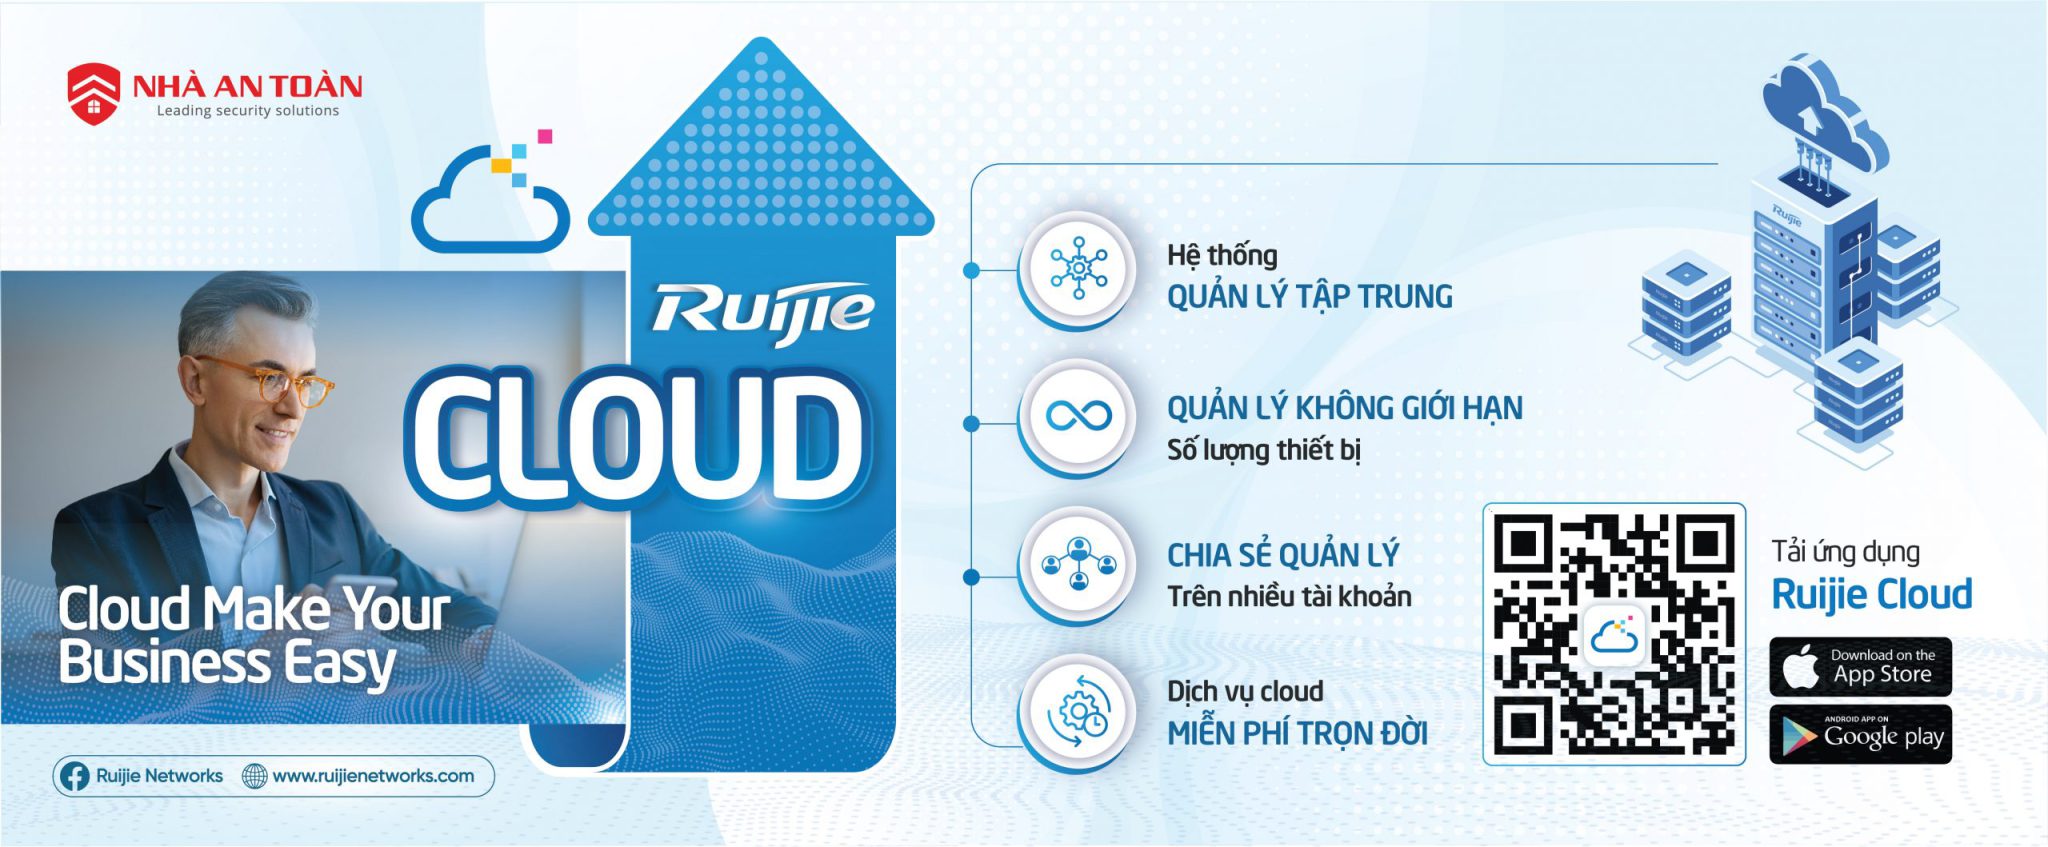 NHÀ AN TOÀN
Leading security solutions
Ruijie
CLOUD
Cloud Make Your
Business Easy
Ruijie Networks
www.ruijienetworks.com
Hệ thống
QUẢN LÝ TẬP TRUNG
QUẢN LÝ KHÔNG GIỚI HẠN
Số lượng thiết bị
CHIA SẺ QUẢN LÝ
Trên nhiều tài khoản
Dịch vụ cloud
MIỄN PHÍ TRỌN ĐỜI
Ruijie
Tải ứng dụng
Ruijie Cloud
Download on the
App Store
ANDROID APP ON
Google play